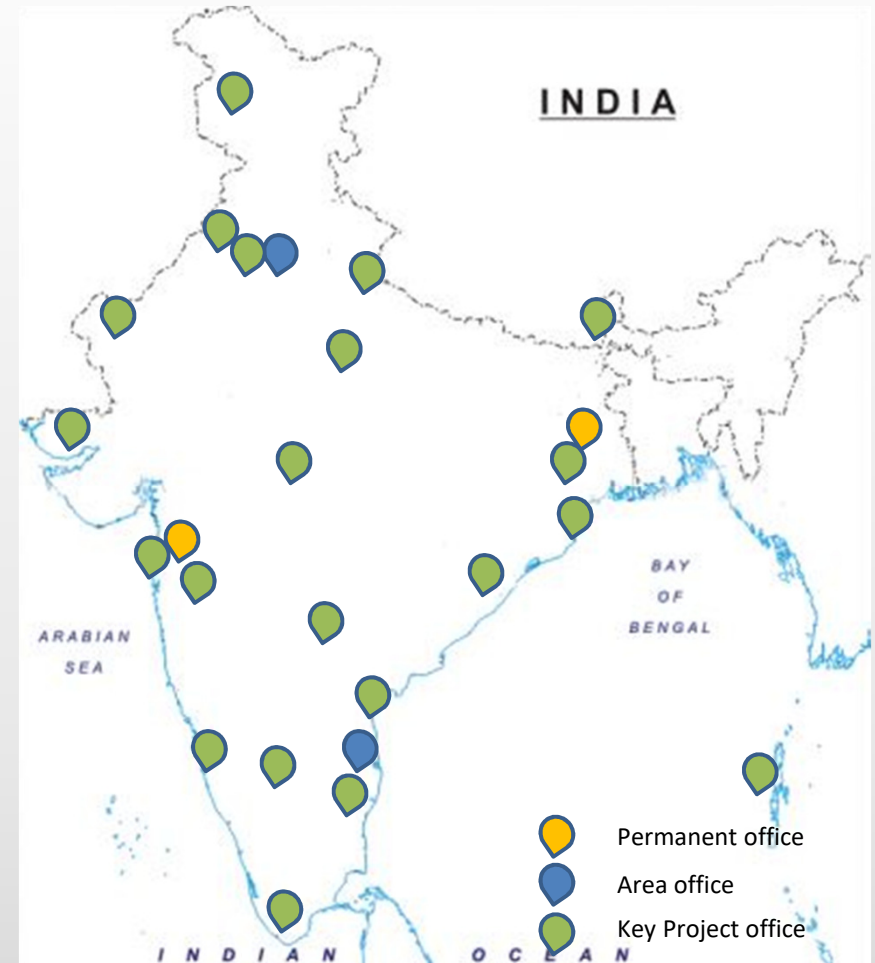 INDIA
BAY
OF
BENGAL
ARABIAN
SEA
Permanent office
Area office
Key Project office
INDIAN OCEAN